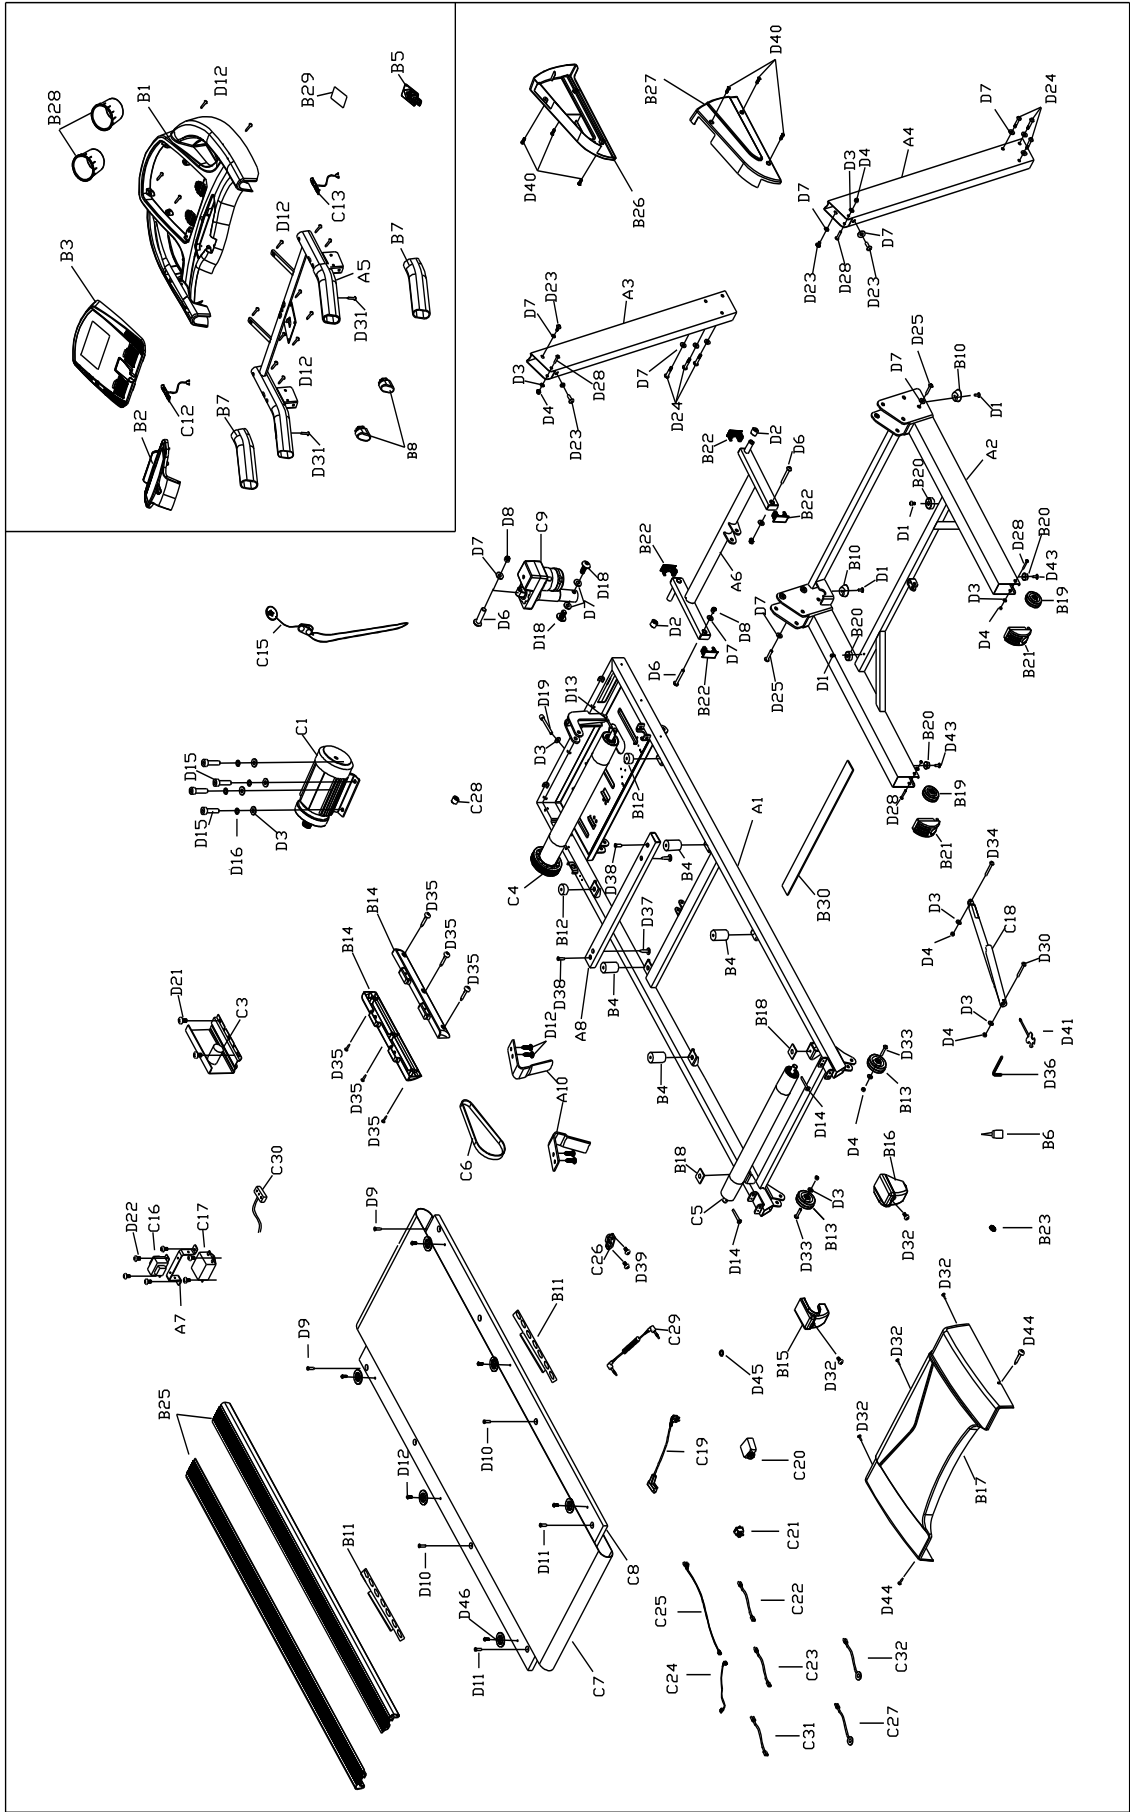 B28
B3
B1
B2
D22
C16
A7
C17
B25
D21
C12
D15
D15
D12
B7
D16
C3
D3
C15
C30
C1
D12
D12
B29
D9
D31
C13
B11
B14
B14
D35
D35
D35
D31
A5
D9
B5
B7
D12
B8
D10
D35
D35
D35
C6
D46
D11
C28
D7
D10
D6
D8
C4
D3
D40
D7
D18
D11
C9
D3
D19
D4
D12
D23
B11
D38
B12
A10
D13
D23
A8
D7
C26
D28
D18
C7
B4
D38
A3
C8
B12
B26
D39
D7
D37
B27
D6
B22
C25
B4
C24
C29
D2
D24
B18
B4
C5
C19
B22
B22
D7
A6
D8
B4
D14
A1
D45
B18
D7
D40
D2
D25
D6
C31
C22
C23
B15
C20
C21
D33
B22
D14
D7
D23
B30
D1
B20
D32
B13
D3
D28
B10
D3
D4
D7
D23
D1
D4
D32
B16
C27
C32
D44
D28
B13
D33
D7
A4
D1
D25
B20
B21
B20
B19
D43
D32
D32
B17
D4
D3
D4
D3
B10
D1
D7
D34
C18
D30
A2
D3
D4
D28
B20
D24
B21
B19
D43
D32
D44
B23
B6
D36
D41